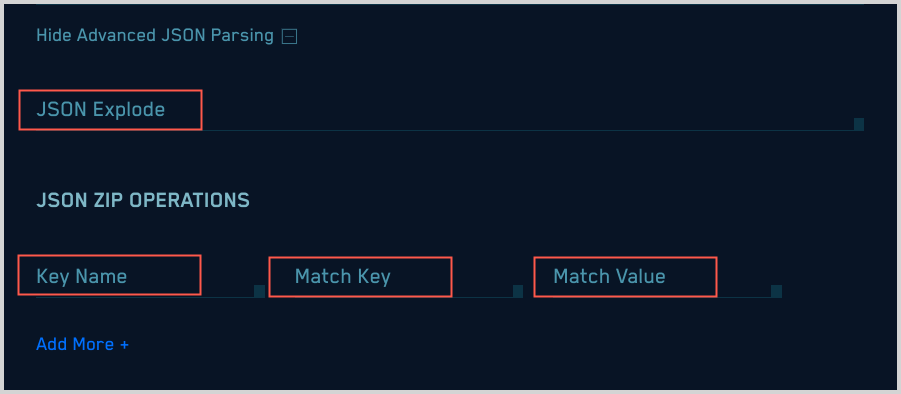 Hide Advanced JSON Parsing
JSON Explode
JSON ZIP OPERATIONS
Key Name Match Key Match Value
Add More +